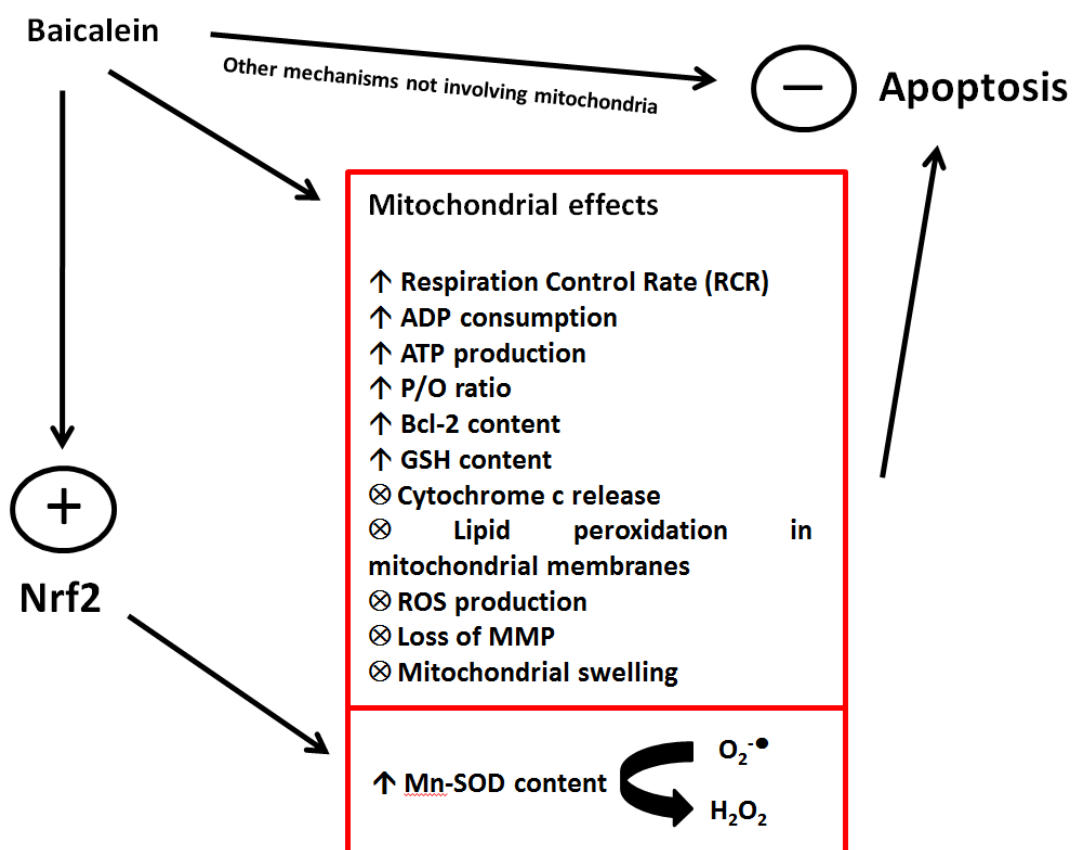 Baicalein
Other mechanisms not involving mitochondria
− Apoptosis
Mitochondrial effects
↑ Respiration Control Rate (RCR)
↑ ADP consumption
↑ ATP production
↑ P/O ratio
↑ Bcl-2 content
↑ GSH content
⊗ Cytochrome c release
⊗ Lipid peroxidation in
mitochondrial membranes
⊗ ROS production
⊗ Loss of MMP
⊗ Mitochondrial swelling
+
Nrf2
↑ Mn-SOD content
O₂⁻•
H₂O₂